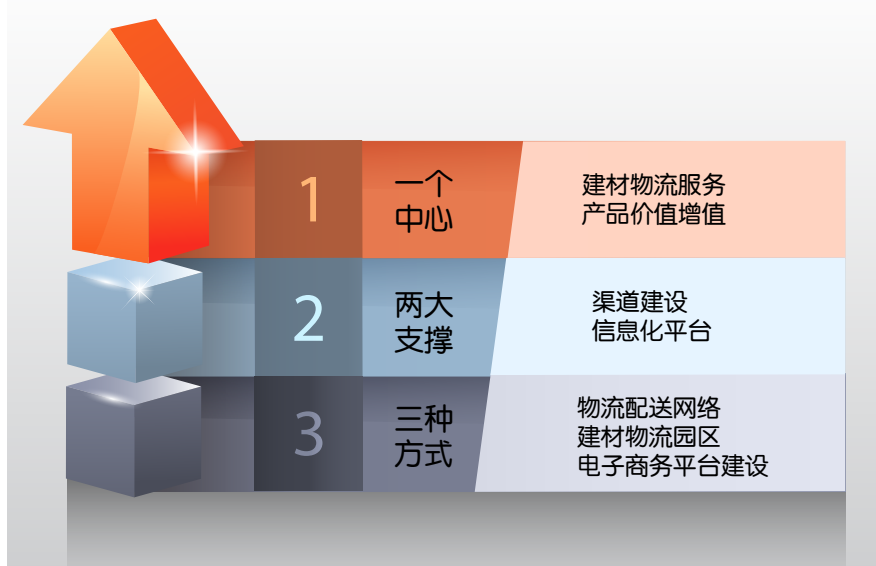 1
一个
中心
建材物流服务
产品价值增值
2
两大
支撑
渠道建设
信息化平台
3
三种
方式
物流配送网络
建材物流园区
电子商务平台建设